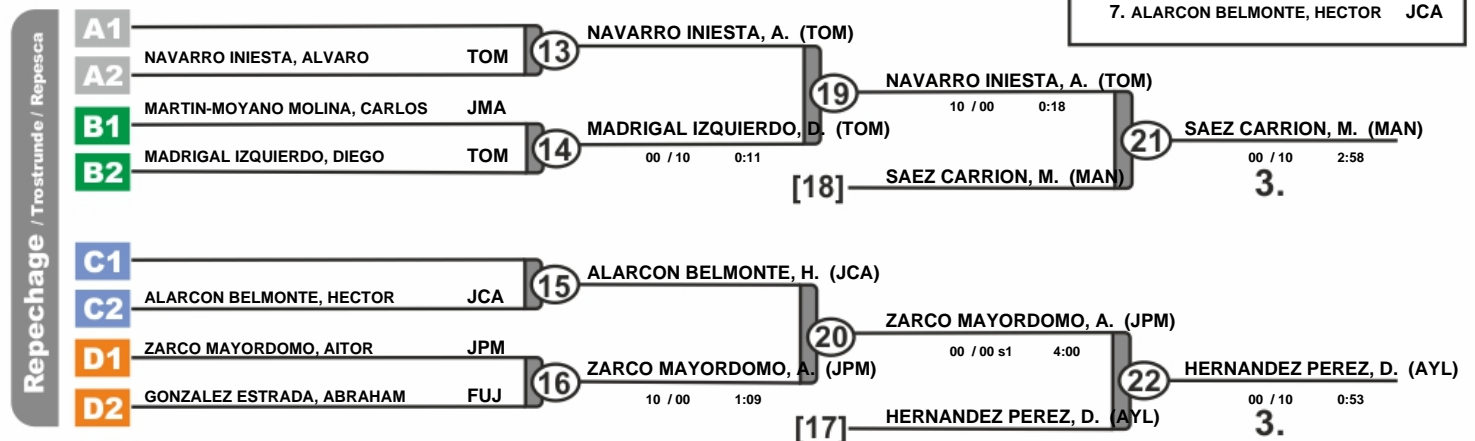 7. ALARCON BELMONTE, HECTOR JCA
Repechage / Trostrunde / Repesca
A1
NAVARRO INIESTA, ALVARO TOM
A2
13
NAVARRO INIESTA, A. (TOM)
B1
MARTIN-MOYANO MOLINA, CARLOS JMA
MADRIGAL IZQUIERDO, DIEGO TOM
B2
14
MADRIGAL IZQUIERDO, D. (TOM)
00 / 10 0:11
19
NAVARRO INIESTA, A. (TOM)
10 / 00 0:18
[18]
SAEZ CARRION, M. (MAN)
21
SAEZ CARRION, M. (MAN)
00 / 10 2:58
3.
C1
C2
ALARCON BELMONTE, HECTOR JCA
15
ALARCON BELMONTE, H. (JCA)
D1
ZARCO MAYORDOMO, AITOR JPM
D2
GONZALEZ ESTRADA, ABRAHAM FUJ
16
ZARCO MAYORDOMO, A. (JPM)
10 / 00 1:09
20
ZARCO MAYORDOMO, A. (JPM)
00 / 00 s1 4:00
[17]
HERNANDEZ PEREZ, D. (AYL)
22
HERNANDEZ PEREZ, D. (AYL)
00 / 10 0:53
3.